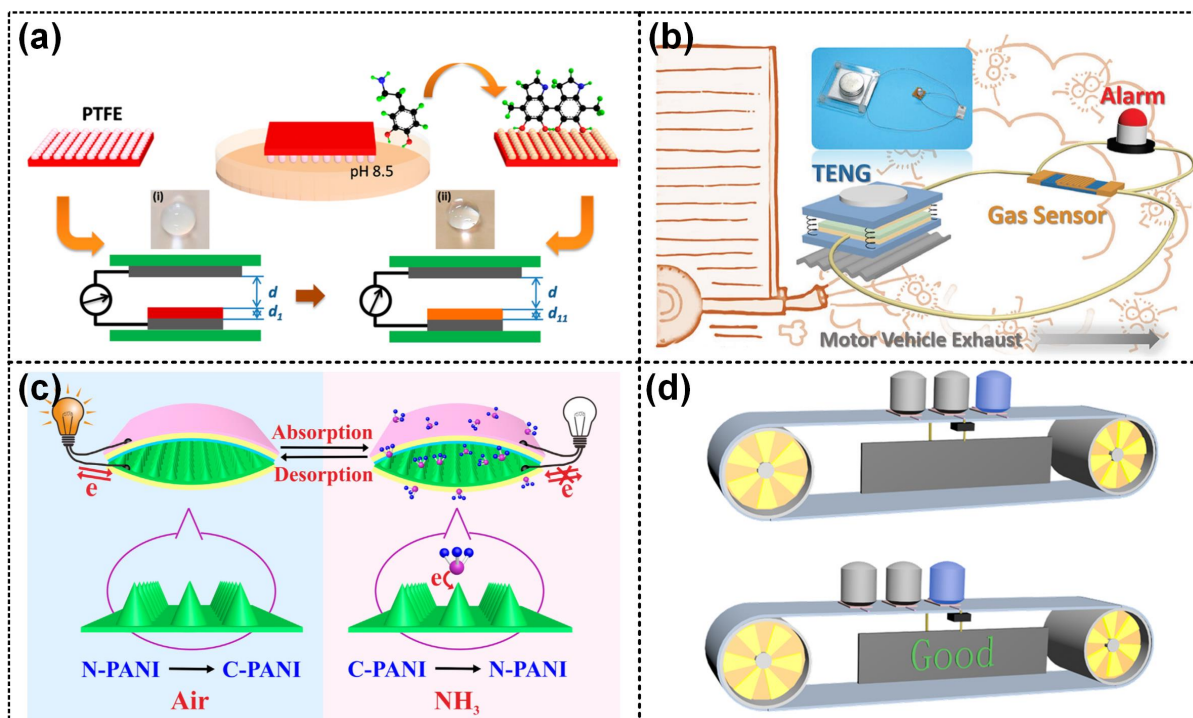 (a)
PTFE
pH 8.5
(i)
(ii)
d
d1
d
d11
(b)
Alarm
TENG
Gas Sensor
Motor Vehicle Exhaust
(c)
Absorption
Desorption
e
e
e
N-PANI → C-PANI
C-PANI → N-PANI
Air
NH3
(d)
Good